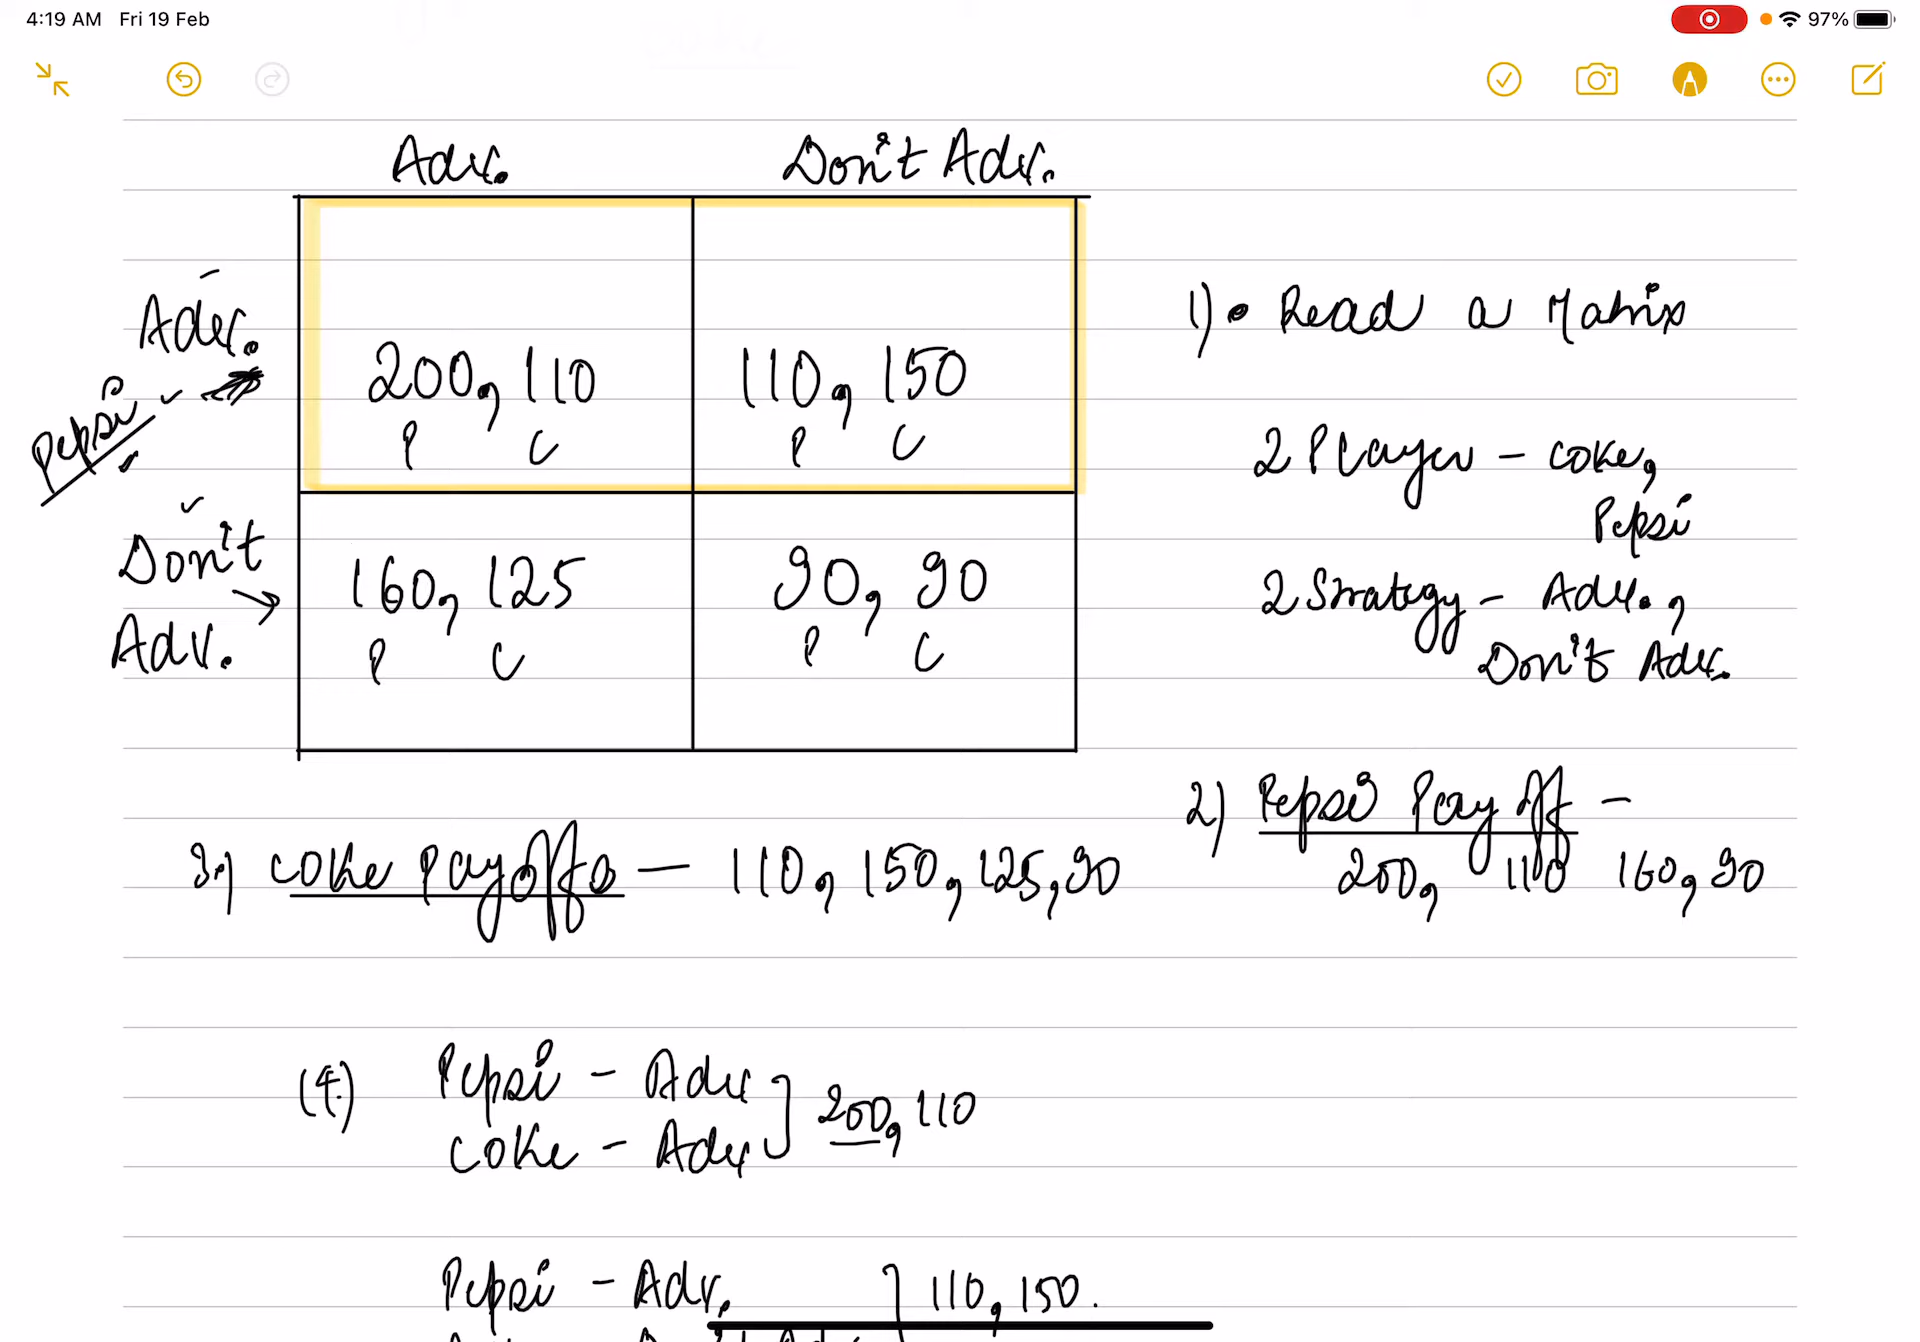 4:19 AM Fri 19 Feb
97%
Adv. Don't Adv.
Adv.
Pepsi
200, 110
P C
110, 150
P C
Don't
Adv.
160, 125
P C
90, 90
P C
1) • Read a Matrix
2 Player - Coke,
Pepsi
2 Strategy - Adv.,
Don't Adv.
2) Pepsi Pay off -
200, 110 160, 90
3) Coke Payoffs - 110, 150, 125, 90
(4) Pepsi - Adv
Coke - Adv
200, 110
Pepsi - Adv.
110, 150.